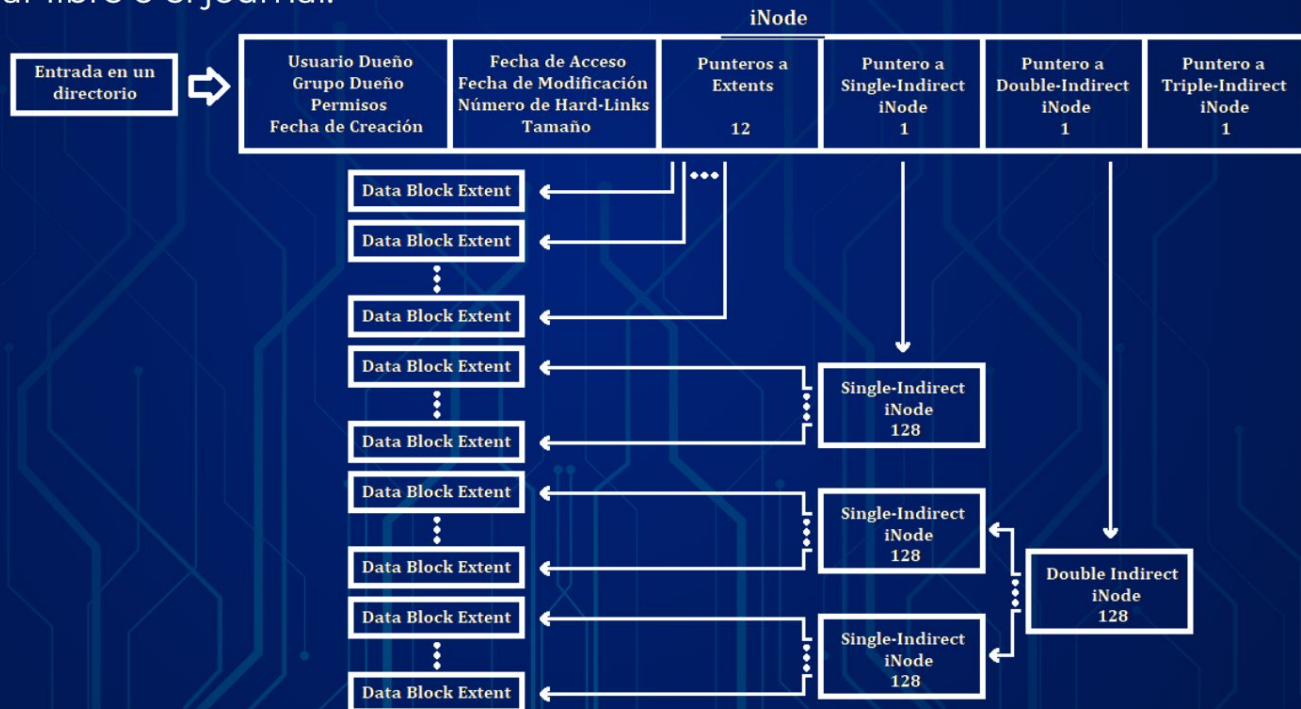 iNode
Entrada en un
directorio
Usuario Dueño
Grupo Dueño
Permisos
Fecha de Creación
Fecha de Acceso
Fecha de Modificación
Número de Hard-Links
Tamaño
Punteros a
Extents
12
Puntero a
Single-Indirect
iNode
1
Puntero a
Double-Indirect
iNode
1
Puntero a
Triple-Indirect
iNode
1
Data Block Extent
Data Block Extent
Data Block Extent
Data Block Extent
Single-Indirect
iNode
128
Data Block Extent
Data Block Extent
Single-Indirect
iNode
128
Data Block Extent
Double Indirect
iNode
128
Data Block Extent
Single-Indirect
iNode
128
Data Block Extent